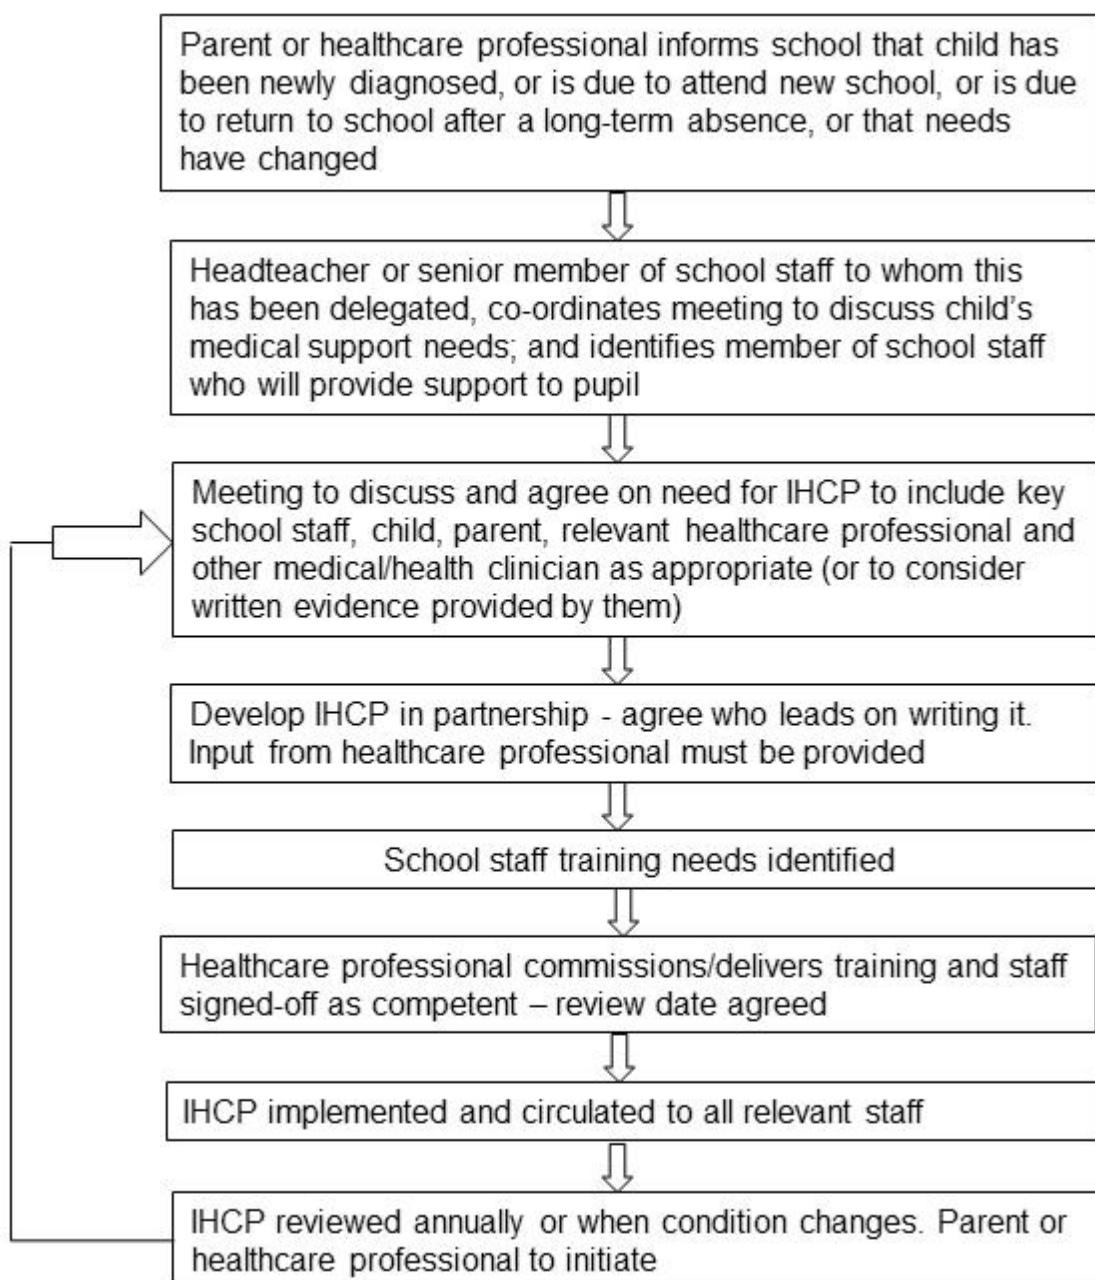 Parent or healthcare professional informs school that child has
been newly diagnosed, or is due to attend new school, or is due
to return to school after a long-term absence, or that needs
have changed
Headteacher or senior member of school staff to whom this
has been delegated, co-ordinates meeting to discuss child's
medical support needs; and identifies member of school staff
who will provide support to pupil
Meeting to discuss and agree on need for IHCP to include key
school staff, child, parent, relevant healthcare professional and
other medical/health clinician as appropriate (or to consider
written evidence provided by them)
Develop IHCP in partnership - agree who leads on writing it.
Input from healthcare professional must be provided
School staff training needs identified
Healthcare professional commissions/delivers training and staff
signed-off as competent – review date agreed
IHCP implemented and circulated to all relevant staff
IHCP reviewed annually or when condition changes. Parent or
healthcare professional to initiate